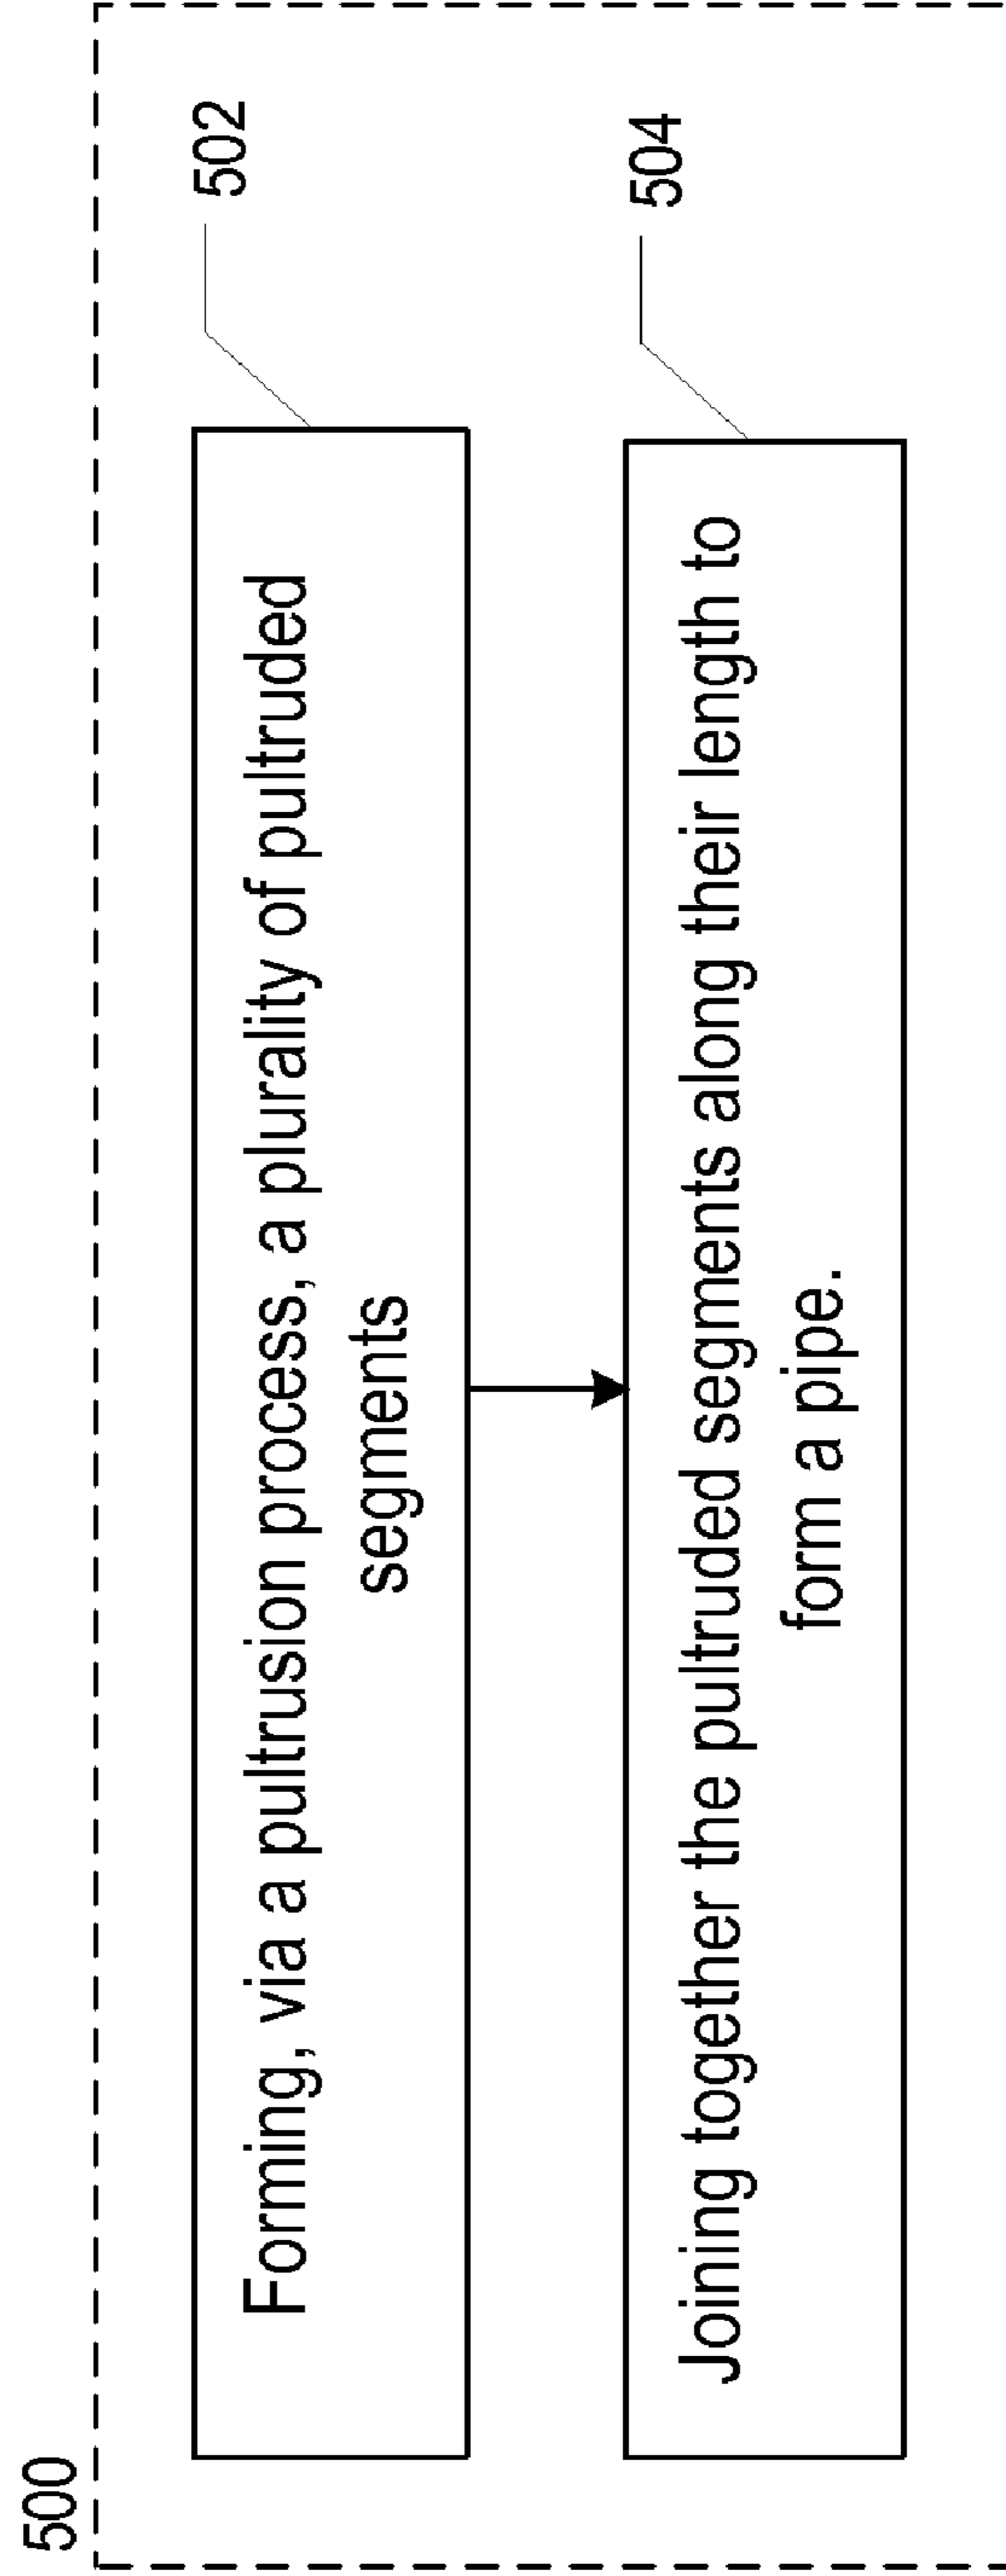 500
502
Forming, via a pultrusion process, a plurality of pultruded
segments
504
Joining together the pultruded segments along their length to
form a pipe.